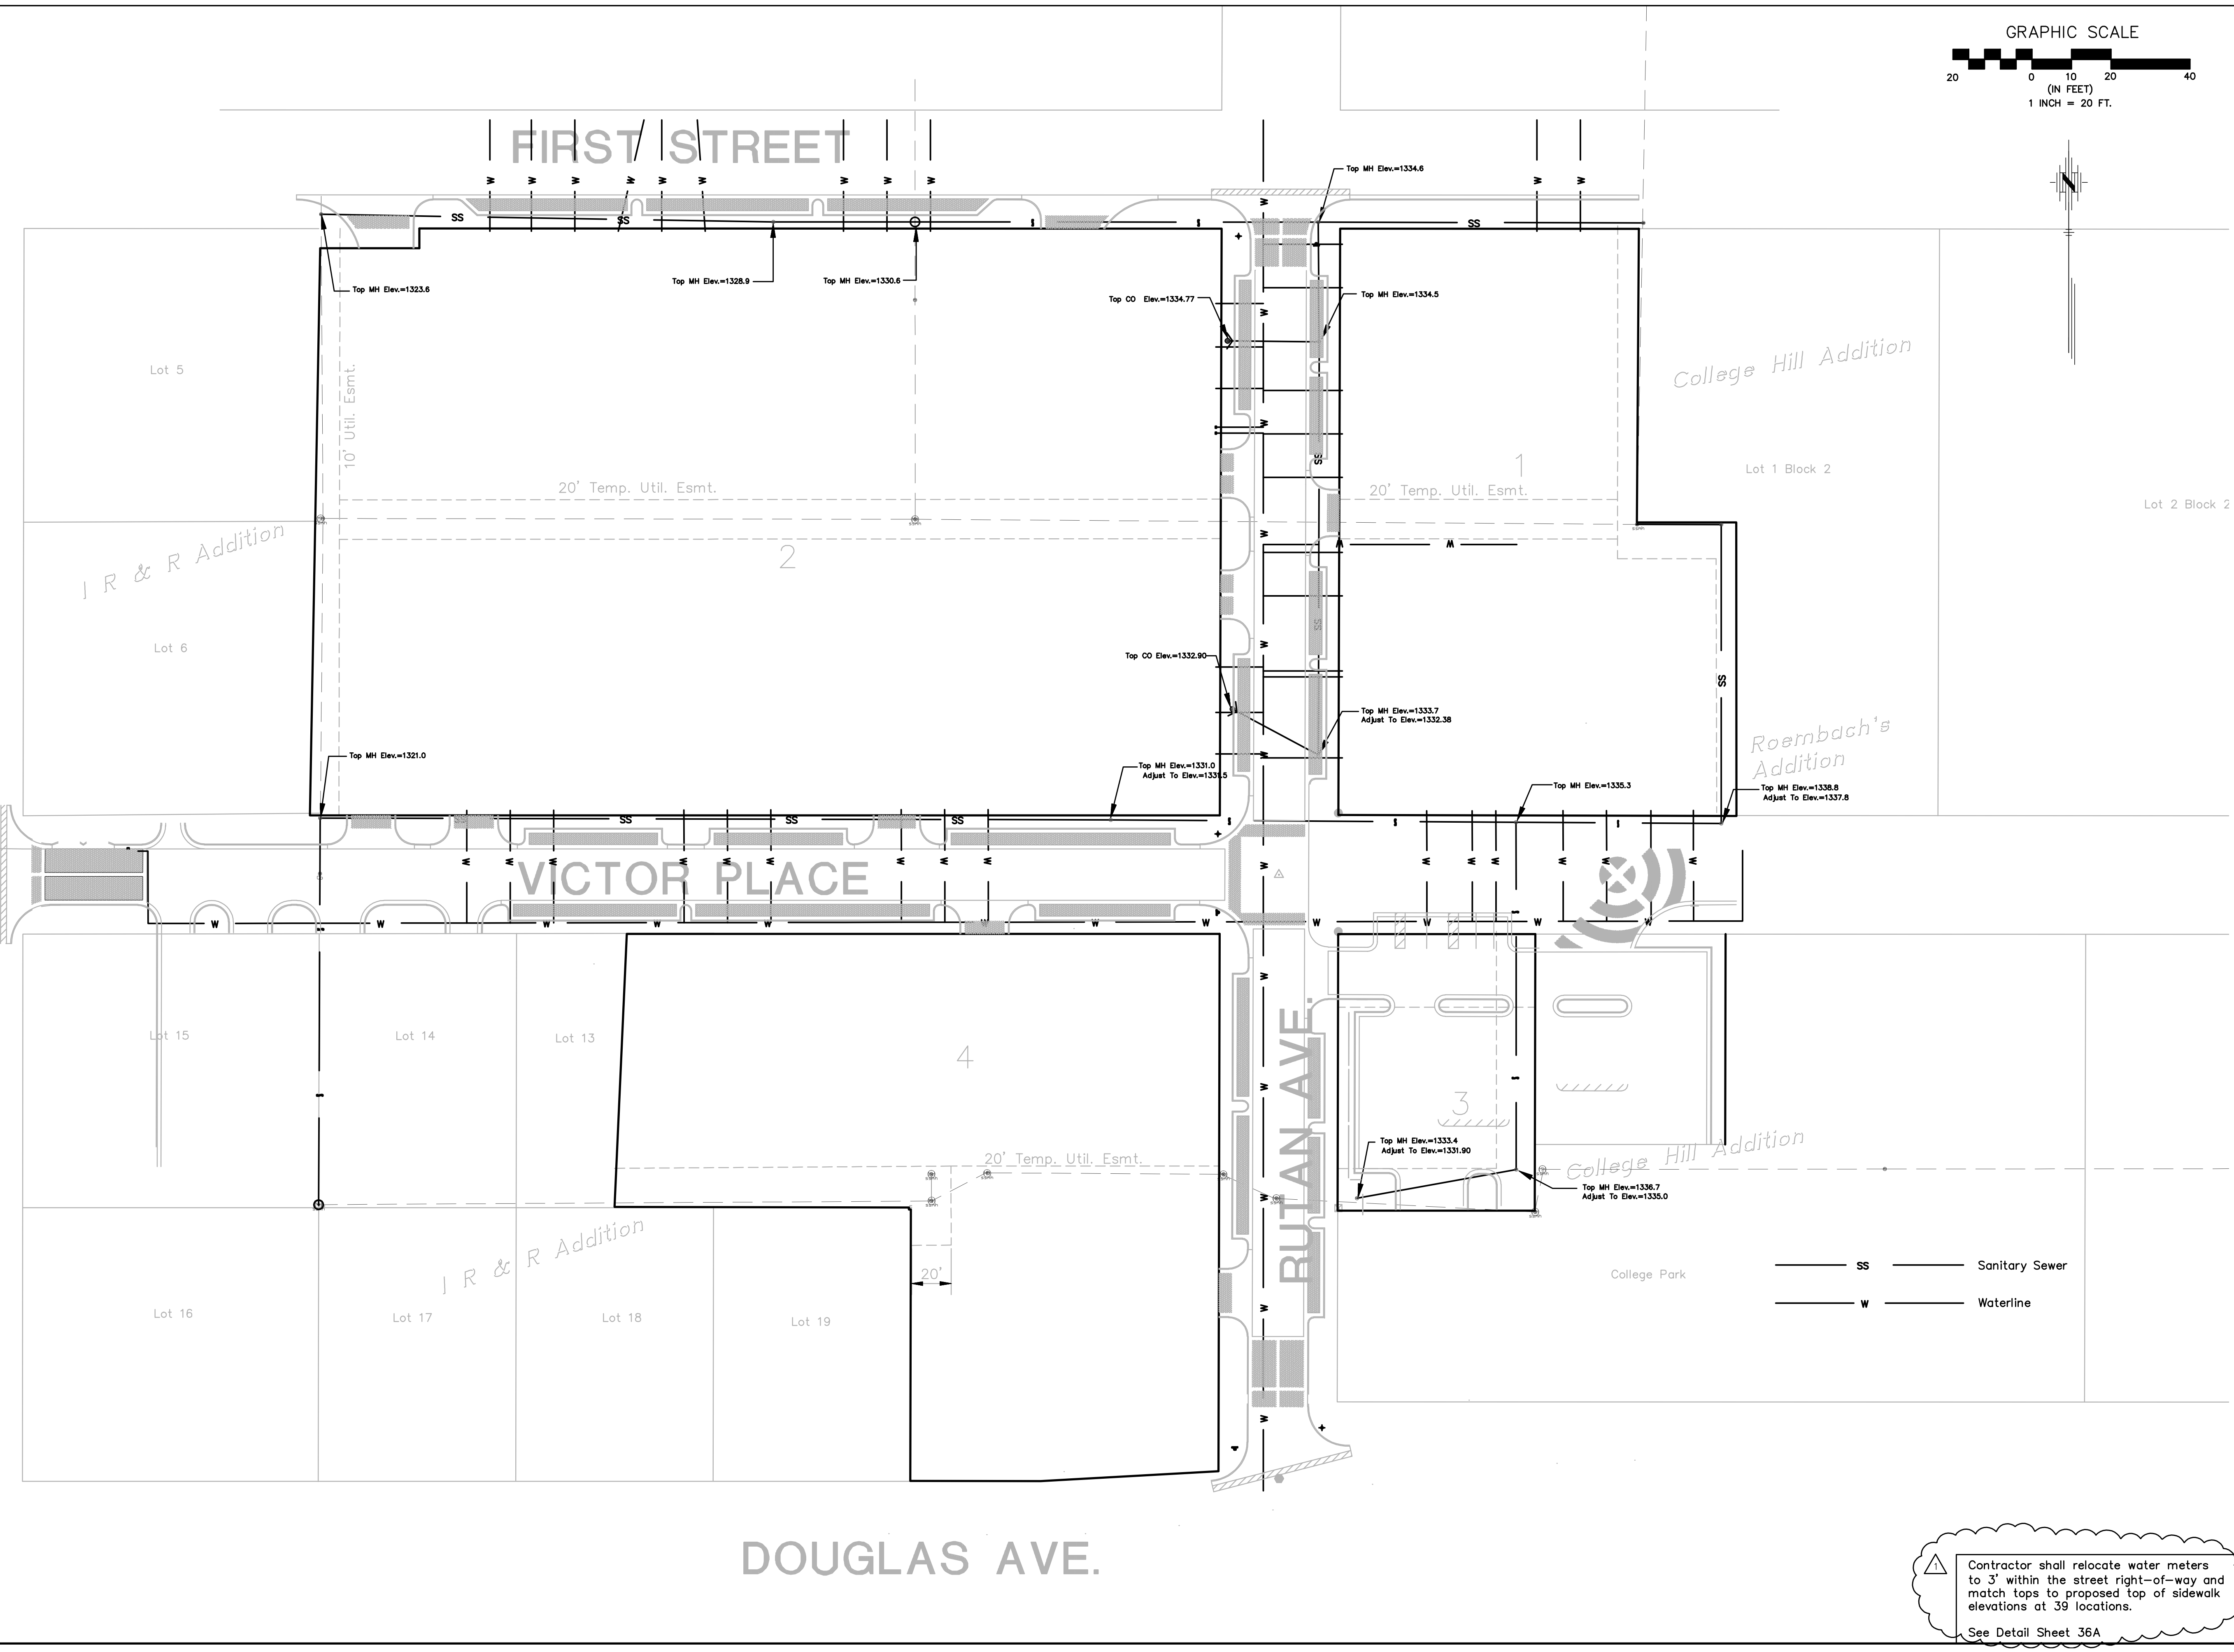 GRAPHIC SCALE
20 0 10 20 40
(IN FEET)
1 INCH = 20 FT.
N
FIRST STREET
W W W W W W W W W W W
Top MH Elev.=1334.6
SS SS SS
Top MH Elev.=1323.6
Top MH Elev.=1328.9
Top MH Elev.=1330.6
Top CO Elev.=1334.77
Top MH Elev.=1334.5
Lot 5
10' Util. Esmt.
College Hill Addition
1
Lot 1 Block 2
20' Temp. Util. Esmt.
20' Temp. Util. Esmt.
Lot 2 Block 2
SS
I R & R Addition
2
W W
Lot 6
SS
Top CO Elev.=1332.90
SS
Top MH Elev.=1333.7
Adjust To Elev.=1332.38
Roembach's
Addition
Top MH Elev.=1321.0
Top MH Elev.=1331.0
Adjust To Elev.=1331.5
Top MH Elev.=1335.3
Top MH Elev.=1338.8
Adjust To Elev.=1337.8
SS SS SS SS
W W W W W W W W W W W W W W W W W
VICTOR PLACE
W W W W W W W W W W W W
Lot 15
Lot 14
Lot 13
4
3
RUTAN AVE.
Top MH Elev.=1333.4
Adjust To Elev.=1331.90
20' Temp. Util. Esmt.
College Hill Addition
Top MH Elev.=1336.7
Adjust To Elev.=1335.0
I R & R Addition
20'
College Park
SS Sanitary Sewer
W Waterline
Lot 16
Lot 17
Lot 18
Lot 19
DOUGLAS AVE.
1
Contractor shall relocate water meters
to 3' within the street right-of-way and
match tops to proposed top of sidewalk
elevations at 39 locations.
See Detail Sheet 36A